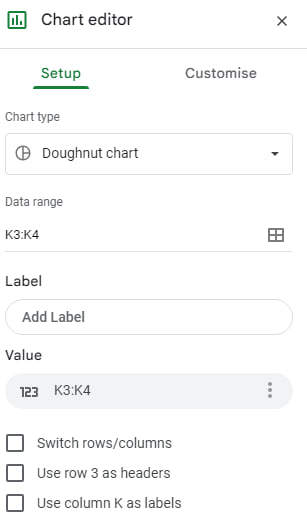 Chart editor
Setup
Customise
Chart type
Doughnut chart
Data range
K3:K4
Label
Add Label
Value
123
K3:K4
Switch rows/columns
Use row 3 as headers
Use column K as labels